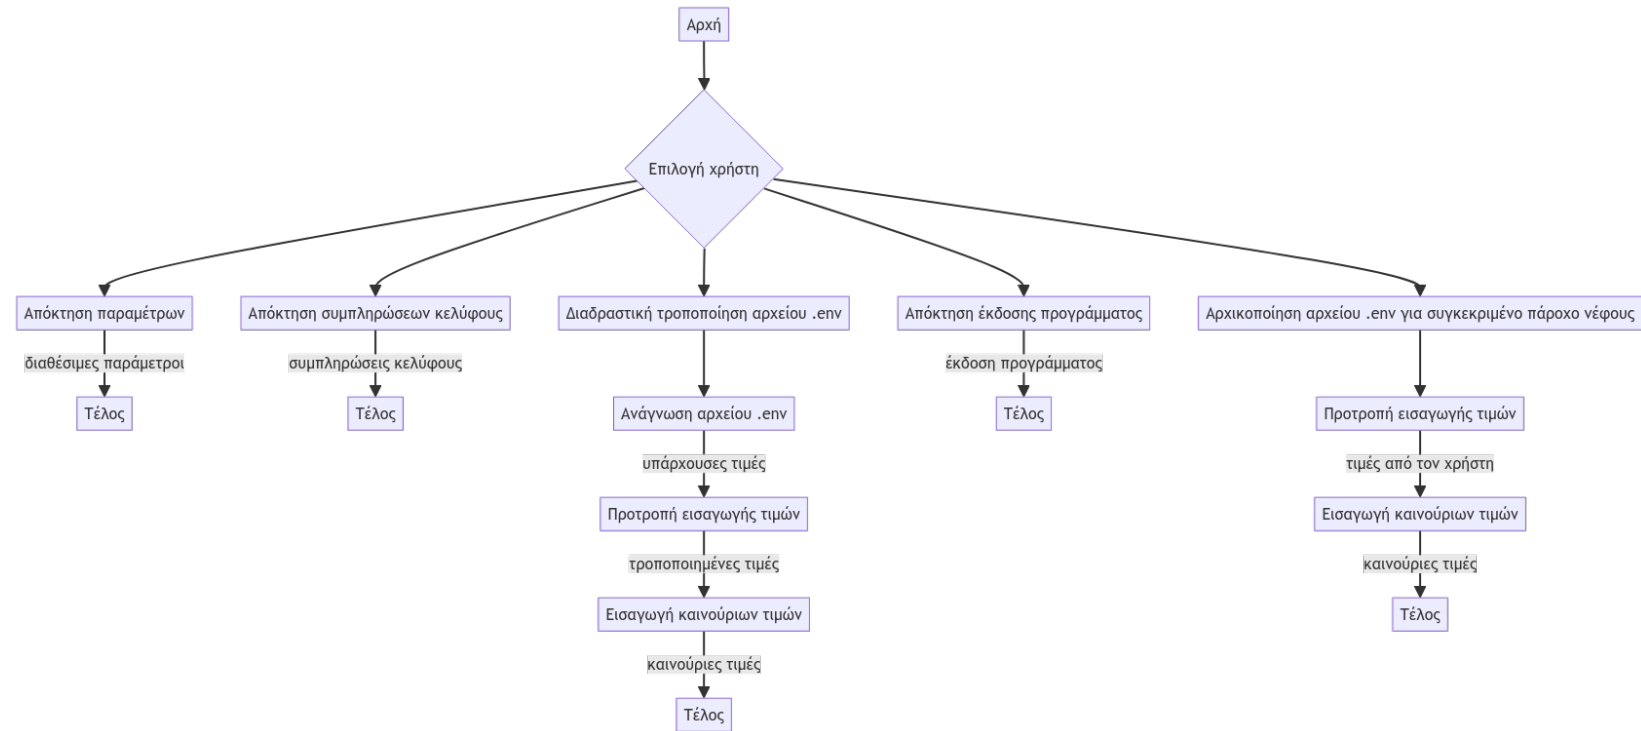 Αρχή
Επιλογή χρήστη
Απόκτηση παραμέτρων
Απόκτηση συμπληρώσεων κελύφους
Διαδραστική τροποποίηση αρχείου .env
Απόκτηση έκδοσης προγράμματος
Αρχικοποίηση αρχείου .env για συγκεκριμένο πάροχο νέφους
διαθέσιμες παράμετροι
συμπληρώσεις κελύφους
έκδοση προγράμματος
Τέλος
Τέλος
Ανάγνωση αρχείου .env
Τέλος
Προτροπή εισαγωγής τιμών
υπάρχουσες τιμές
τιμές από τον χρήστη
Προτροπή εισαγωγής τιμών
Εισαγωγή καινούριων τιμών
τροποποιημένες τιμές
καινούριες τιμές
Εισαγωγή καινούριων τιμών
Τέλος
καινούριες τιμές
Τέλος